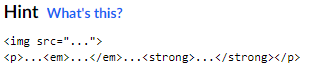 Hint What's this?
<img src="...">
<p>...<em>...</em>...<strong>...</strong></p>